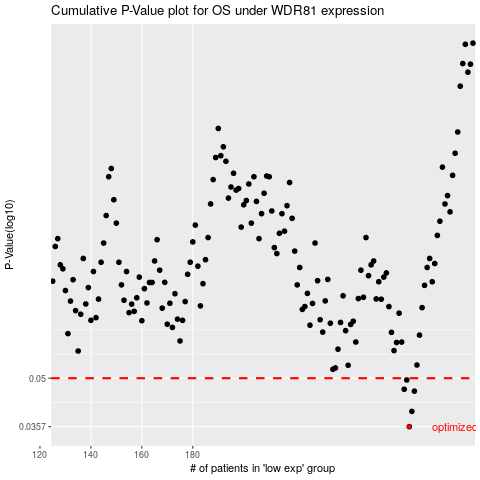 Cumulative P-Value plot for OS under WDR81 expression
P-Value(log10)
0.05
0.0357
optimized
120 140 160 180
# of patients in 'low exp' group